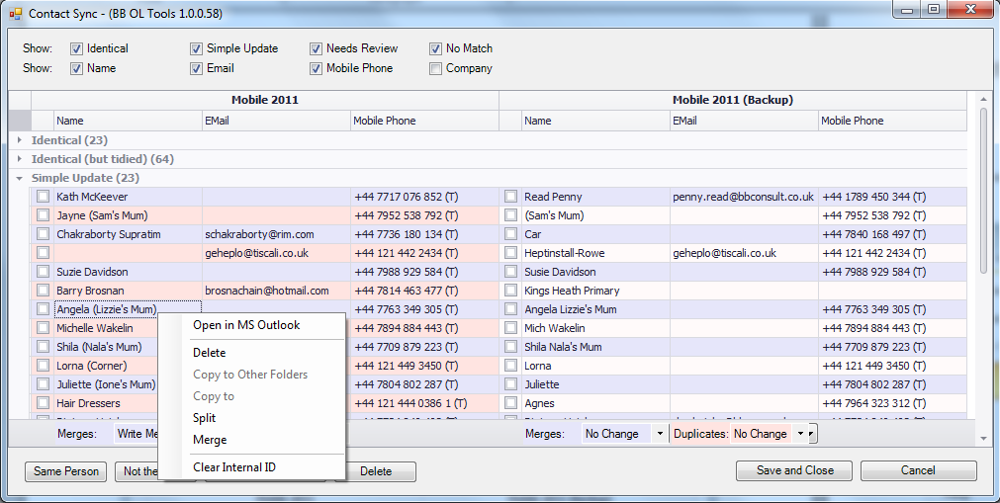 Contact Sync - (BB OL Tools 1.0.0.58)
Show: Identical Simple Update Needs Review No Match
Show: Name Email Mobile Phone Company
Mobile 2011 Mobile 2011 (Backup)
Name EMail Mobile Phone Name EMail Mobile Phone
Identical (23)
Identical (but tidied) (64)
Simple Update (23)
Kath McKeever +44 7717 076 852 (T) Read Penny penny.read@bbconsult.co.uk +44 1789 450 344 (T)
Jayne (Sam's Mum) +44 7952 538 792 (T) (Sam's Mum) +44 7952 538 792 (T)
Chakraborty Supratim schakraborty@rim.com +44 7736 180 134 (T) Car +44 7840 168 497 (T)
geheplo@tiscali.co.uk +44 121 442 2434 (T) Heptinstall-Rowe geheplo@tiscali.co.uk +44 121 442 2434 (T)
Suzie Davidson +44 7988 929 584 (T) Susie Davidson +44 7988 929 584 (T)
Barry Brosnan brosnachain@hotmail.com +44 7814 463 477 (T) Kings Heath Primary
Angela (Lizzie's Mum) +44 7763 349 305 (T) Angela Lizzie's Mum +44 7763 349 305 (T)
Michelle Wakelin +44 7894 884 443 (T) Mich Wakelin +44 7894 884 443 (T)
Shila (Nala's Mum) +44 7709 879 223 (T) Shila Nala's Mum +44 7709 879 223 (T)
Lorna (Corner) +44 121 449 3450 (T) Lorna +44 121 449 3450 (T)
Juliette (Ione's Mum) +44 7804 802 287 (T) Juliette +44 7804 802 287 (T)
Hair Dressers +44 121 444 0386 1 (T) Agnes +44 7964 323 312 (T)
Open in MS Outlook
Delete
Copy to Other Folders
Copy to
Split
Merge
Clear Internal ID
Merges: Write Me Merges: No Change Duplicates: No Change
Same Person Not the Delete Save and Close Cancel